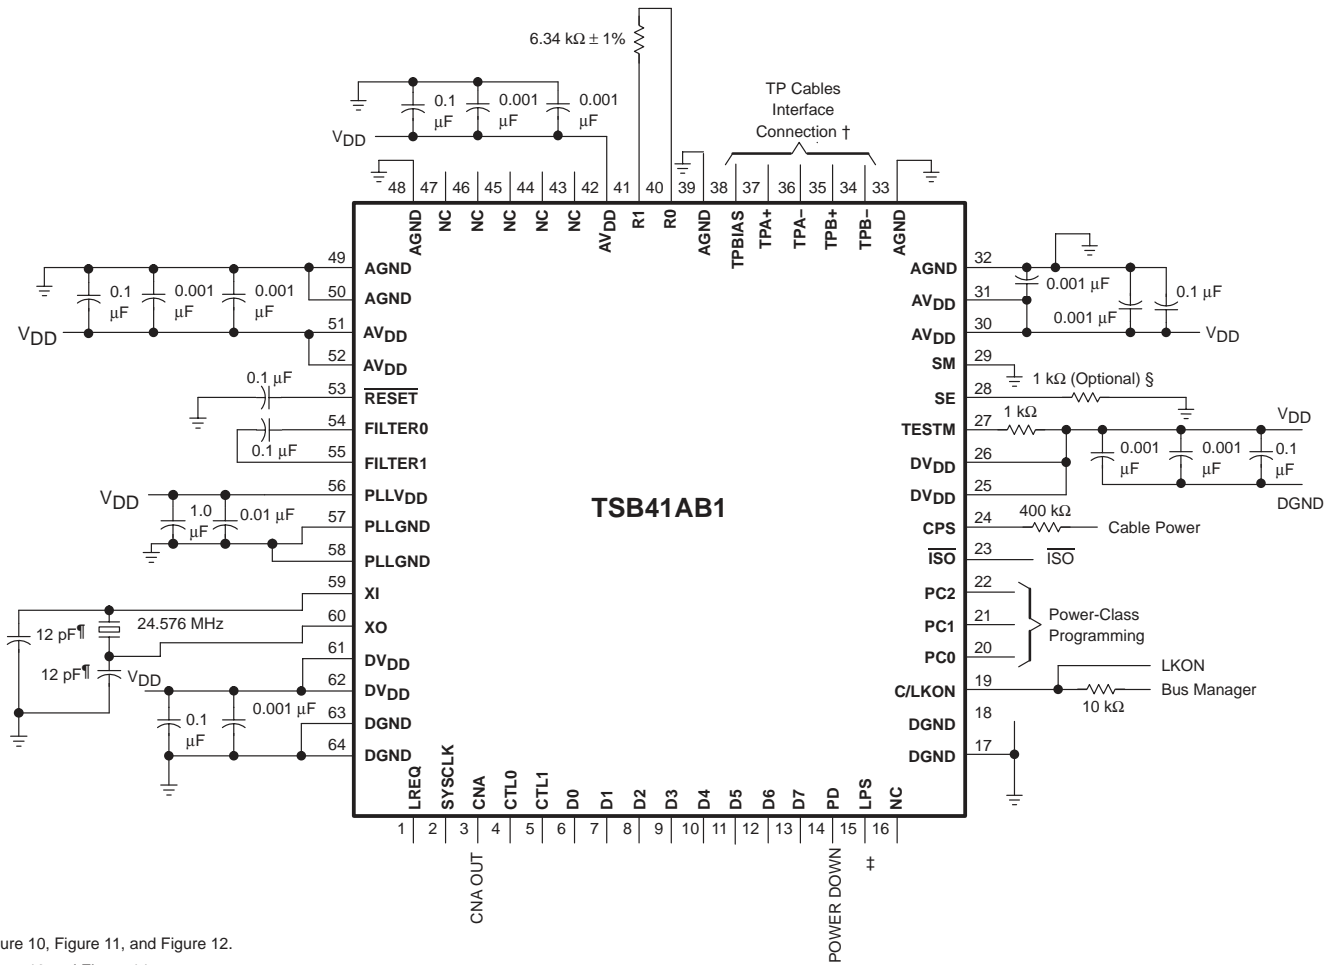 6.34 kΩ ± 1%
TP Cables
Interface
Connection †
0.1
µF
0.001
µF
0.001
µF
VDD
48 47 46 45 44 43 42 41 40 39 38 37 36 35 34 33
AGND NC NC NC NC NC AVDD R1 R0 AGND TPBIAS TPA+ TPA− TPB+ TPB− AGND
49 AGND
50 AGND
51 AVDD
52 AVDD
0.1
µF
0.001
µF
0.001
µF
VDD
0.1 µF
53 RESET
54 FILTER0
0.1 µF
55 FILTER1
56 PLLVDD
VDD
1.0
µF
0.01 µF
57 PLLGND
58 PLLGND
59 XI
60 XO
24.576 MHz
12 pF¶
12 pF¶
VDD
61 DVDD
62 DVDD
0.1
µF
0.001 µF
63 DGND
64 DGND
TSB41AB1
AGND 32
AVDD 31
AVDD 30
0.001 µF
0.001 µF
0.1 µF
VDD
SM 29
SE 28
1 kΩ (Optional) §
TESTM 27
1 kΩ
VDD
DVDD 26
DVDD 25
0.001
µF
0.001
µF
0.1
µF
DGND
CPS 24
400 kΩ
Cable Power
ISO 23
ISO
PC2 22
PC1 21
PC0 20
Power-Class
Programming
C/LKON 19
LKON
Bus Manager
10 kΩ
DGND 18
DGND 17
LREQ SYSCLK CNA CTL0 CTL1 D0 D1 D2 D3 D4 D5 D6 D7 PD LPS NC
1 2 3 4 5 6 7 8 9 10 11 12 13 14 15 16
CNA OUT
POWER DOWN
‡
ure 10, Figure 11, and Figure 12.